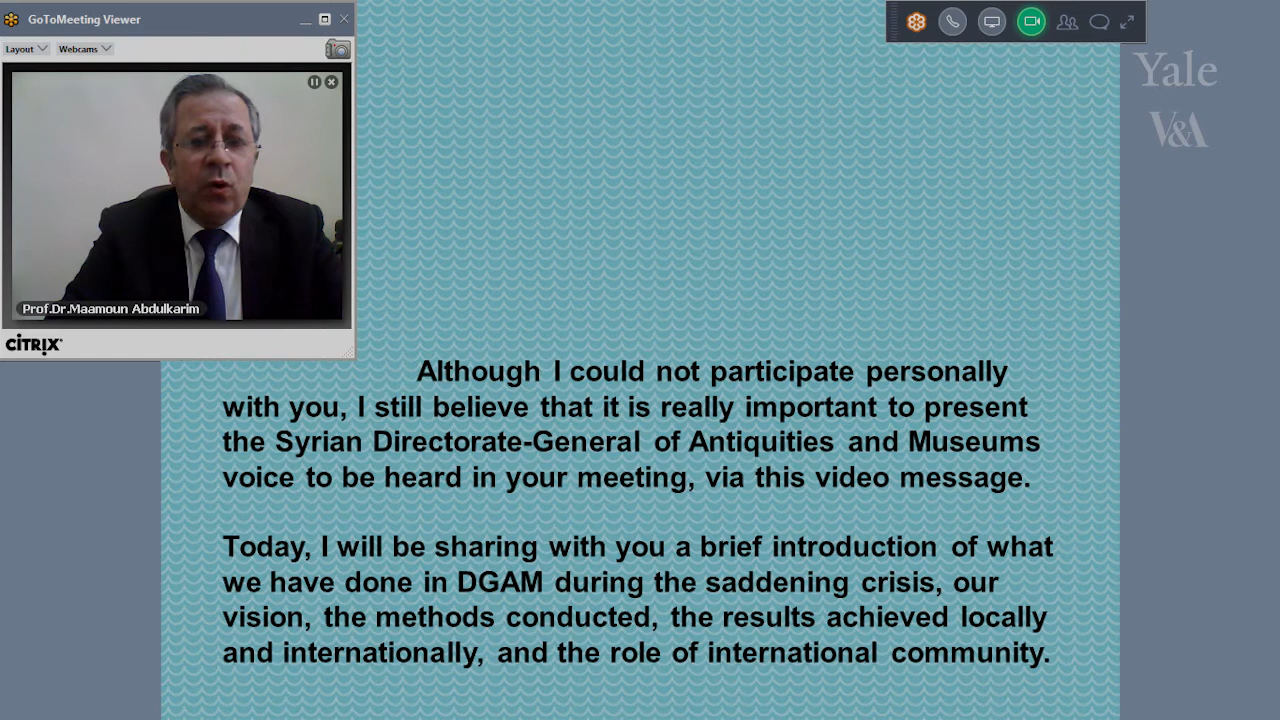 GoToMeeting Viewer
Layout
Webcams
Prof.Dr.Maamoun Abdulkarim
CİTRIX
Yale
V&A
Although I could not participate personally
with you, I still believe that it is really important to present
the Syrian Directorate-General of Antiquities and Museums
voice to be heard in your meeting, via this video message.
Today, I will be sharing with you a brief introduction of what
we have done in DGAM during the saddening crisis, our
vision, the methods conducted, the results achieved locally
and internationally, and the role of international community.